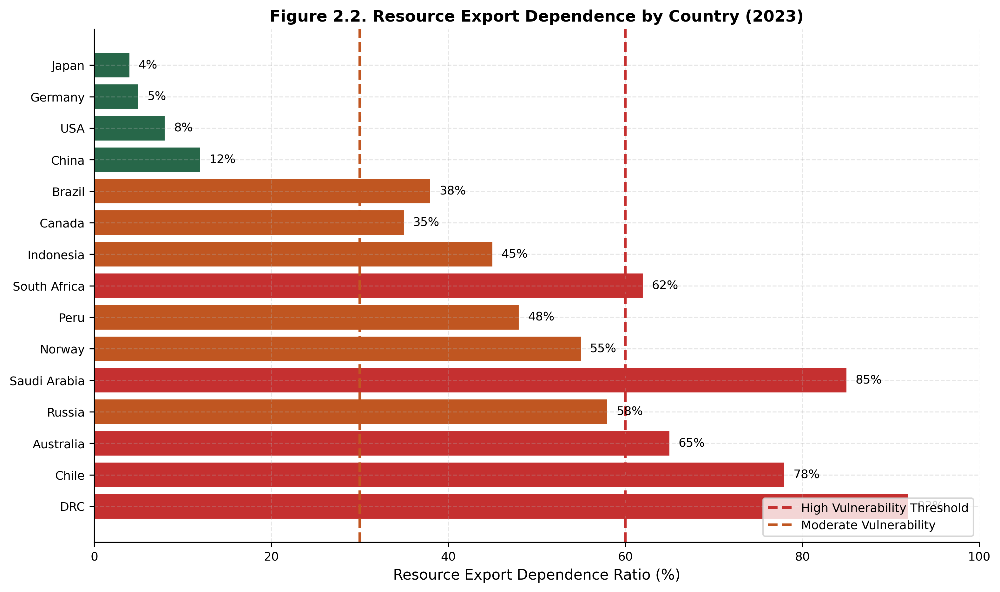 Figure 2.2. Resource Export Dependence by Country (2023)
Japan 4%
Germany 5%
USA 8%
China 12%
Brazil 38%
Canada 35%
Indonesia 45%
South Africa 62%
Peru 48%
Norway 55%
Saudi Arabia 85%
Russia 58%
Australia 65%
Chile 78%
DRC 92%
High Vulnerability Threshold
Moderate Vulnerability
0 20 40 60 80 100
Resource Export Dependence Ratio (%)